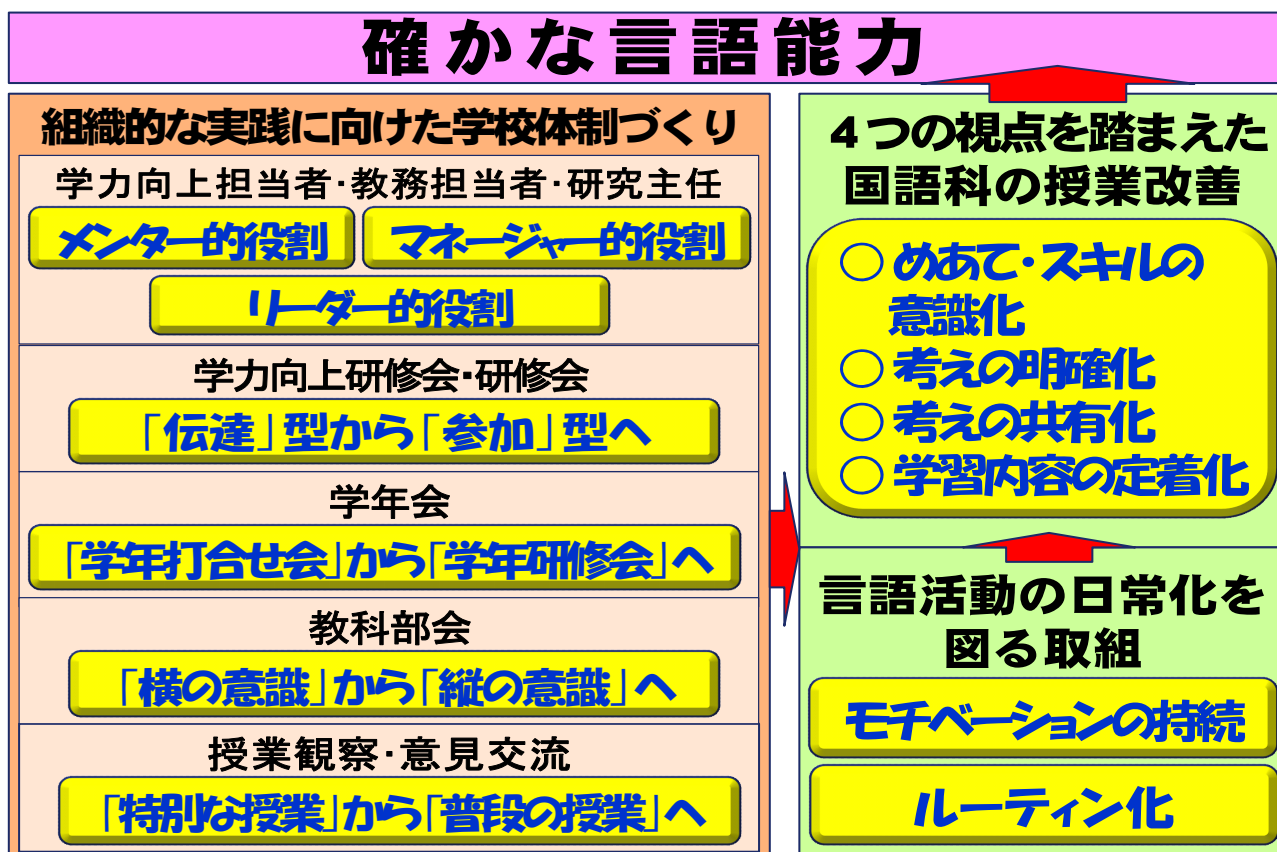 確かな言語能力
組織的な実践に向けた学校体制づくり
学力向上担当者・教務担当者・研究主任
メンター的役割
マネージャー的役割
リーダー的役割
学力向上研修会・研修会
「伝達」型から「参加」型へ
学年会
「学年打合せ会」から「学年研修会」へ
教科部会
「横の意識」から「縦の意識」へ
授業観察・意見交流
「特別な授業」から「普段の授業」へ
4つの視点を踏まえた
国語科の授業改善
○ めあて・スキルの
意識化
○ 考えの明確化
○ 考えの共有化
○ 学習内容の定着化
言語活動の日常化を
図る取組
モチベーションの持続
ルーティン化